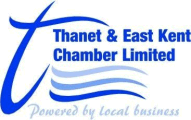 Thanet & East Kent
Chamber Limited
Powered by local business